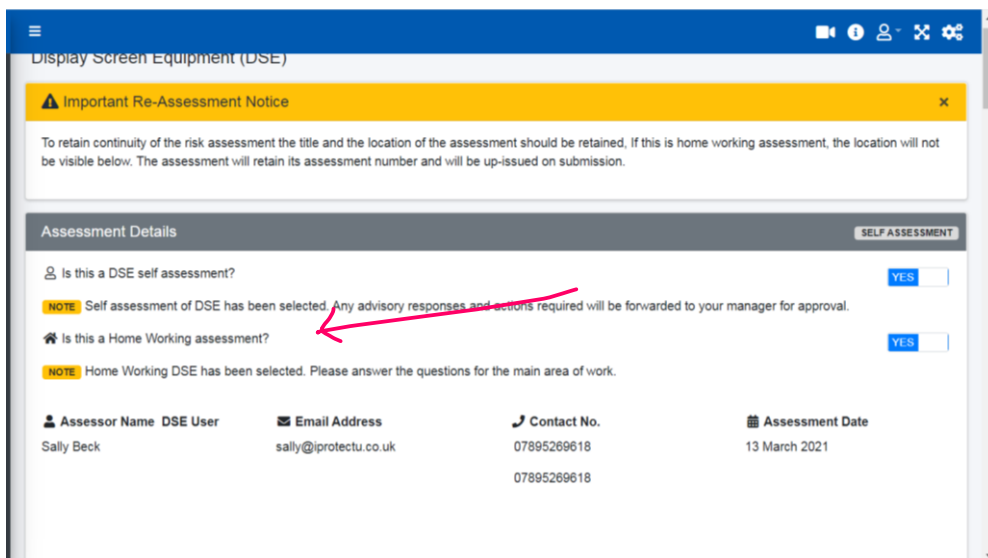 Display Screen Equipment (DSE)
Important Re-Assessment Notice
To retain continuity of the risk assessment the title and the location of the assessment should be retained, If this is home working assessment, the location will not
be visible below. The assessment will retain its assessment number and will be up-issued on submission.
Assessment Details SELF ASSESSMENT
Is this a DSE self assessment? YES
NOTE Self assessment of DSE has been selected. Any advisory responses and actions required will be forwarded to your manager for approval.
Is this a Home Working assessment? YES
NOTE Home Working DSE has been selected. Please answer the questions for the main area of work.
Assessor Name DSE User Email Address Contact No. Assessment Date
Sally Beck sally@iprotectu.co.uk 07895269618 13 March 2021
07895269618